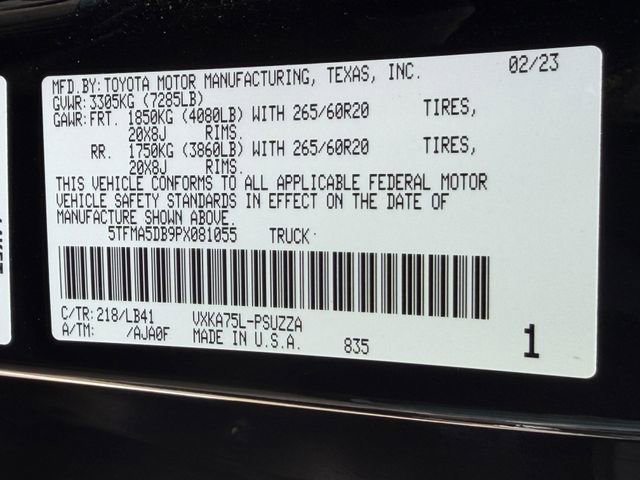 MFD.BY:TOYOTA MOTOR MANUFACTURING, TEXAS, INC. 02/23
GVWR:3305KG (7285LB)
GAWR:FRT. 1850KG (4080LB) WITH 265/60R20 TIRES,
20X8J RIMS.
RR. 1750KG (3860LB) WITH 265/60R20 TIRES,
20X8J RIMS.
THIS VEHICLE CONFORMS TO ALL APPLICABLE FEDERAL MOTOR
VEHICLE SAFETY STANDARDS IN EFFECT ON THE DATE OF
MANUFACTURE SHOWN ABOVE.
5TFMA5DB9PX081055 TRUCK
C/TR:218/LB41 VXKA75L-PSUZZA
A/TM: /AJA0F MADE IN U.S.A. 835 1